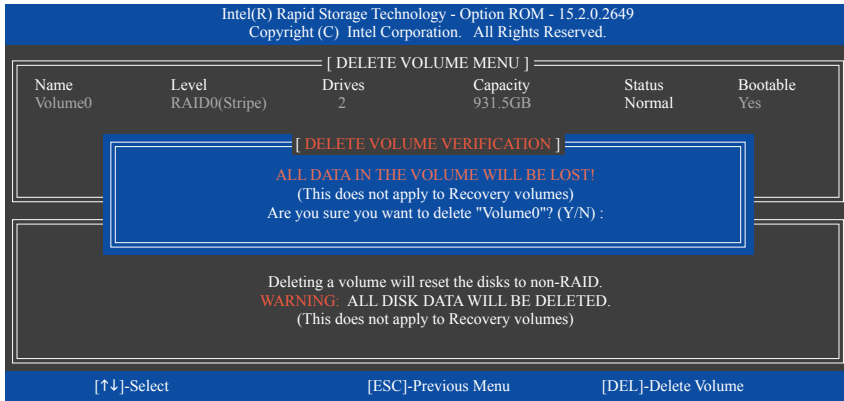 Intel(R) Rapid Storage Technology - Option ROM - 15.2.0.2649
Copyright (C) Intel Corporation. All Rights Reserved.
[ DELETE VOLUME MENU ]
Name Level Drives Capacity Status Bootable
Volume0 RAID0(Stripe) 2 931.5GB Normal Yes
[ DELETE VOLUME VERIFICATION ]
ALL DATA IN THE VOLUME WILL BE LOST!
(This does not apply to Recovery volumes)
Are you sure you want to delete "Volume0"? (Y/N) :
Deleting a volume will reset the disks to non-RAID.
WARNING: ALL DISK DATA WILL BE DELETED.
(This does not apply to Recovery volumes)
[↑↓]-Select [ESC]-Previous Menu [DEL]-Delete Volume